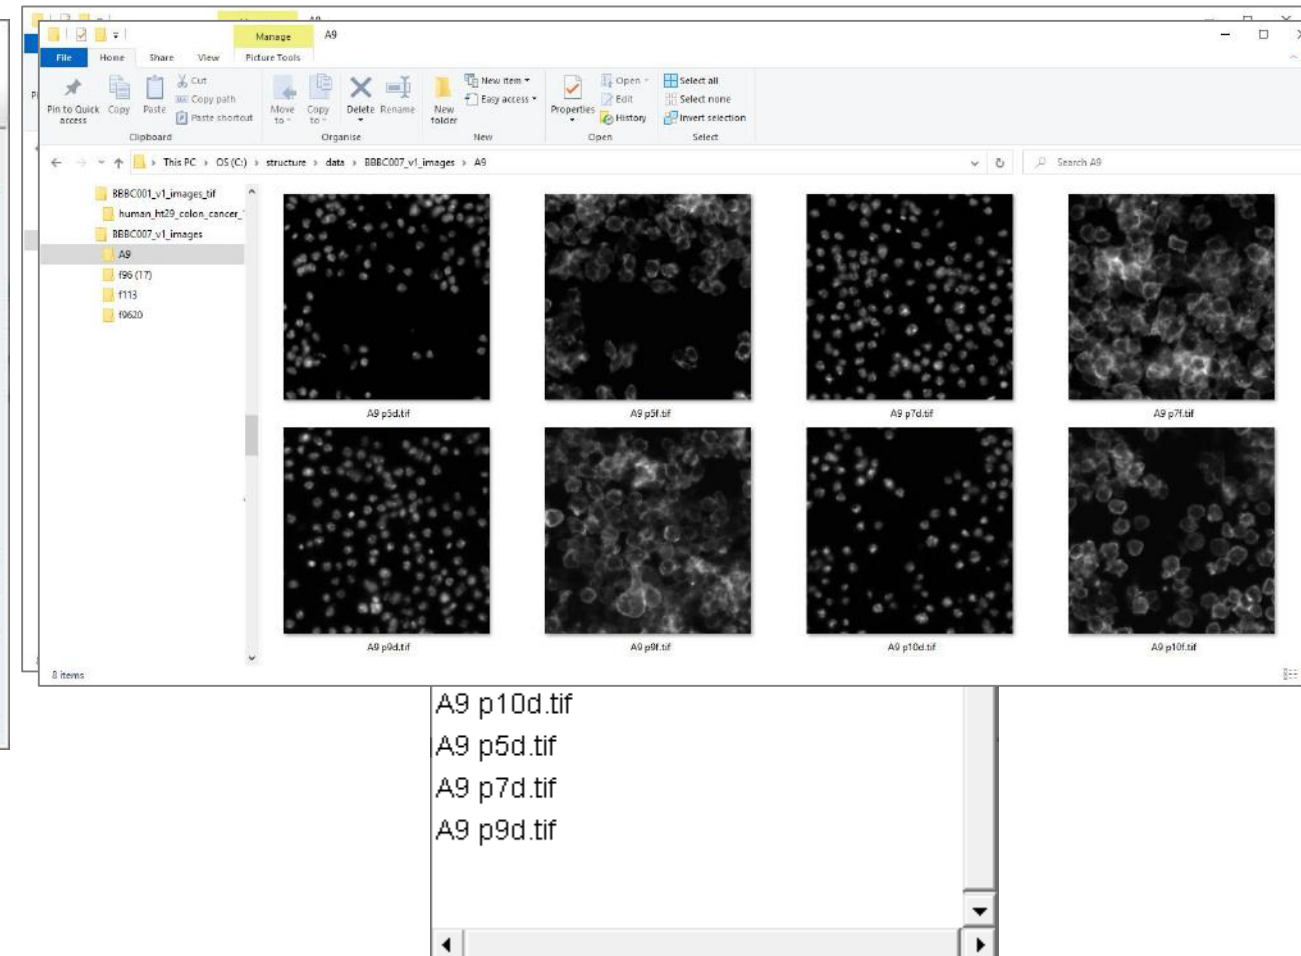 Manage A9
File Home Share View Picture Tools
Pin to Quick access
Copy
Paste
Cut
Copy path
Paste shortcut
Move to
Copy to
Delete
Rename
New folder
New item
Easy access
Properties
Open
Edit
History
Select all
Select none
Invert selection
Clipboard Organise New Open Select
This PC › OS (C:) › structure › data › BBBC007_v1_images › A9
Search A9
BBBC001_v1_images_tif
human_ht29_colon_cancer_
BBBC007_v1_images
A9
f96 (17)
f113
f9620
A9 p5d.tif A9 p5f.tif A9 p7d.tif A9 p7f.tif
A9 p9d.tif A9 p9f.tif A9 p10d.tif A9 p10f.tif
8 items
A9 p10d.tif
A9 p5d.tif
A9 p7d.tif
A9 p9d.tif